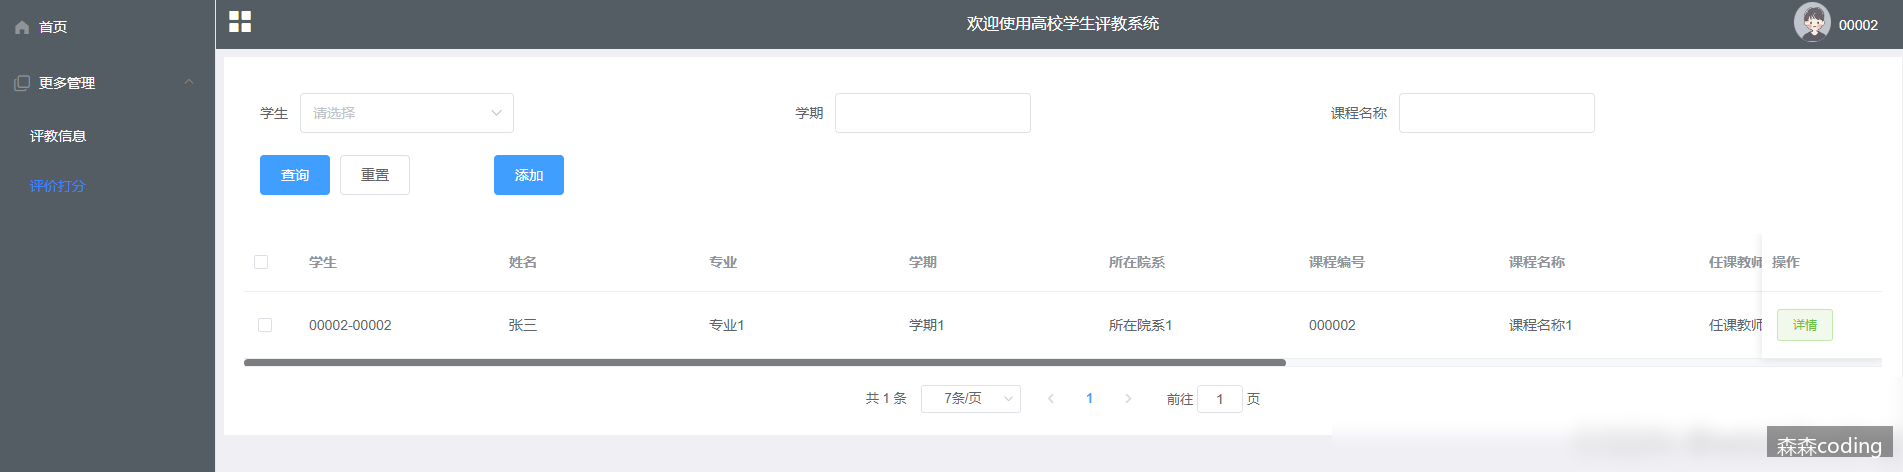 首页
更多管理
评教信息
评价打分
欢迎使用高校学生评教系统
00002
学生 请选择 学期 课程名称
查询 重置 添加
学生 姓名 专业 学期 所在院系 课程编号 课程名称 任课教师 操作
00002-00002 张三 专业1 学期1 所在院系1 000002 课程名称1 任课教师 详情
共 1 条 7条/页 1 前往 1 页
森森coding